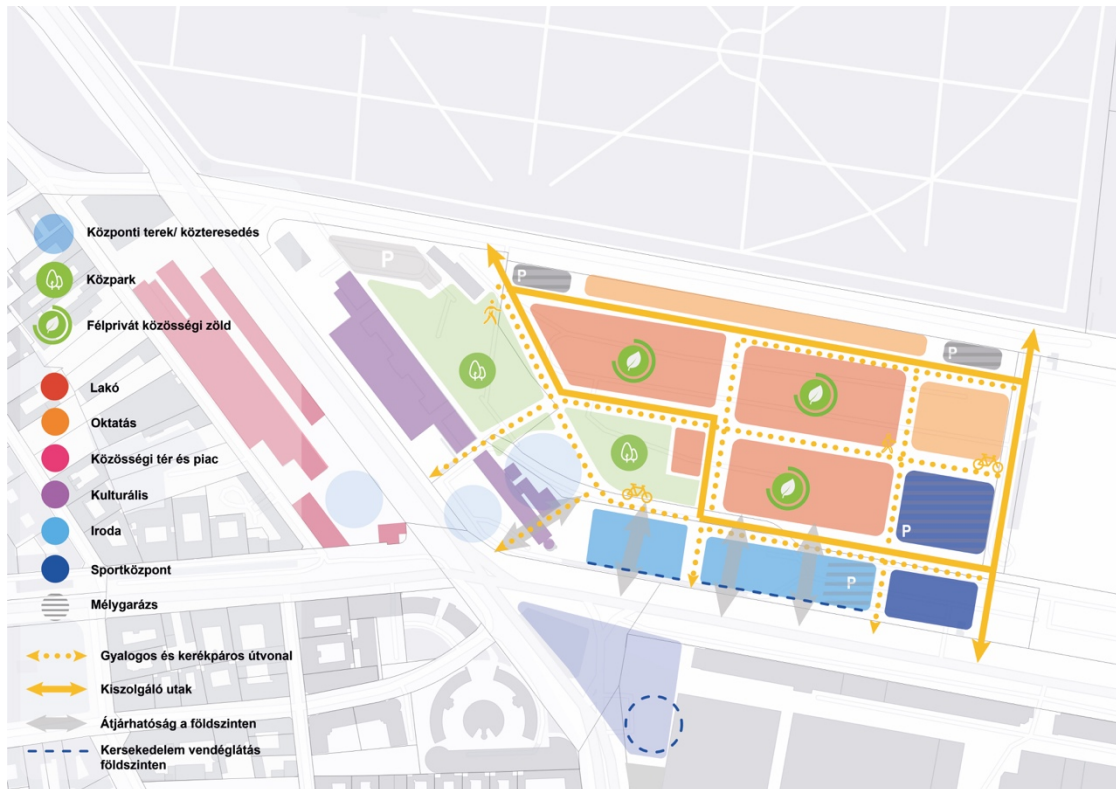 Központi terek/ közteresedés
Közpark
Félprivát közösségi zöld
Lakó
Oktatás
Közösségi tér és piac
Kulturális
Iroda
Sportközpont
Mélygarázs
Gyalogos és kerékpáros útvonal
Kiszolgáló utak
Átjárhatóság a földszinten
Kersekedelem vendéglátás
földszinten
P
P
P
P
P